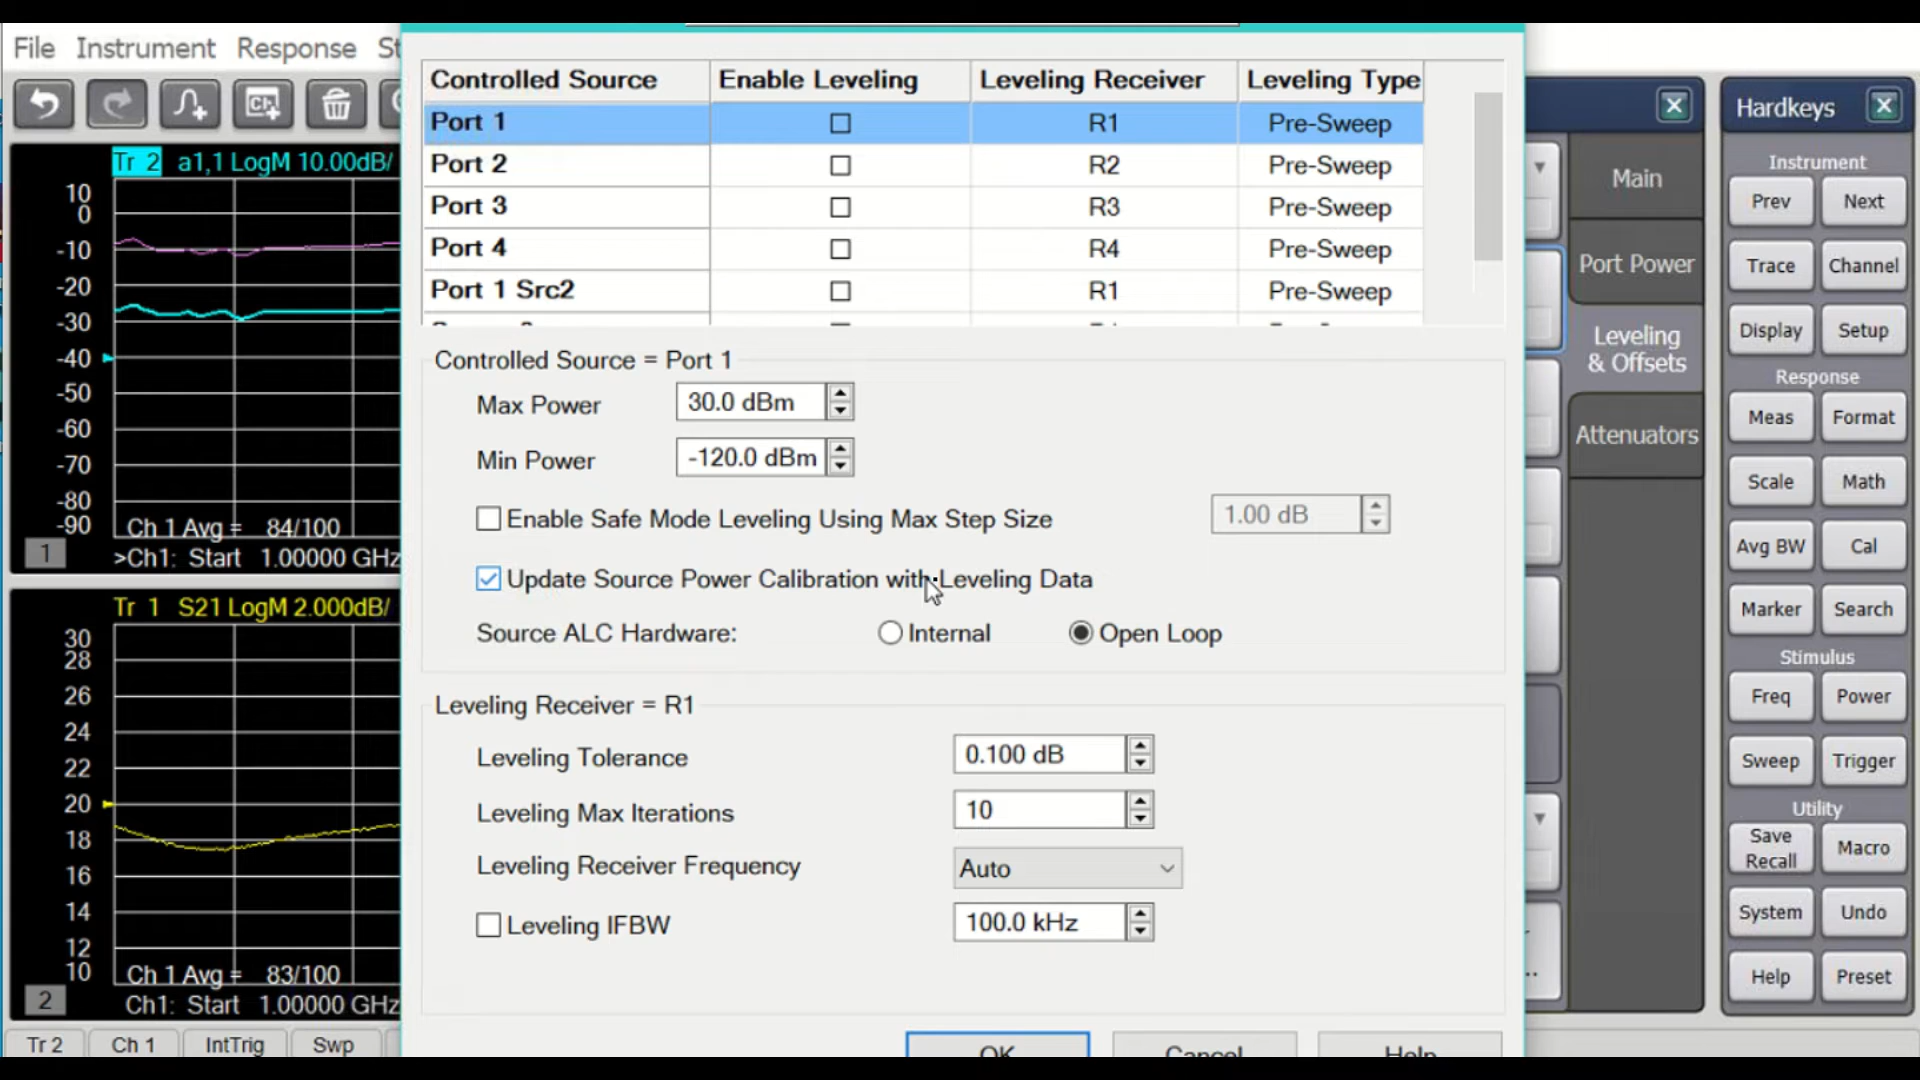 File Instrument Response
Tr 2 a1,1 LogM 10.00dB/
10
0
-10
-20
-30
-40
-50
-60
-70
-80
-90
Ch 1 Avg = 84/100
1
>Ch1: Start 1.00000 GHz
Tr 1 S21 LogM 2.000dB/
30
28
26
24
22
20
18
16
14
12
10
Ch 1 Avg = 83/100
2
Ch1: Start 1.00000 GHz
Tr 2 Ch 1 IntTrig Swp
Controlled Source Enable Leveling Leveling Receiver Leveling Type
Port 1 R1 Pre-Sweep
Port 2 R2 Pre-Sweep
Port 3 R3 Pre-Sweep
Port 4 R4 Pre-Sweep
Port 1 Src2 R1 Pre-Sweep
Controlled Source = Port 1
Max Power 30.0 dBm
Min Power -120.0 dBm
Enable Safe Mode Leveling Using Max Step Size 1.00 dB
Update Source Power Calibration with Leveling Data
Source ALC Hardware: Internal Open Loop
Leveling Receiver = R1
Leveling Tolerance 0.100 dB
Leveling Max Iterations 10
Leveling Receiver Frequency Auto
Leveling IFBW 100.0 kHz
OK Cancel Help
Main
Port Power
Leveling
& Offsets
Attenuators
Hardkeys
Instrument
Prev Next
Trace Channel
Display Setup
Response
Meas Format
Scale Math
Avg BW Cal
Marker Search
Stimulus
Freq Power
Sweep Trigger
Utility
Save
Recall Macro
System Undo
Help Preset